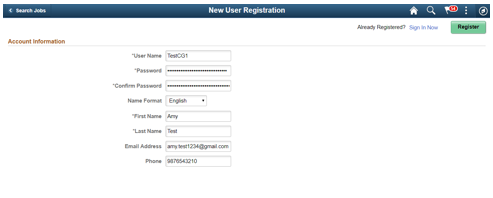 Search Jobs New User Registration
Already Registered? Sign In Now Register
Account Information
*User Name TestCG1
*Password
*Confirm Password
Name Format English
*First Name Amy
*Last Name Test
Email Address amy.test1234@gmail.com
Phone 9876543210